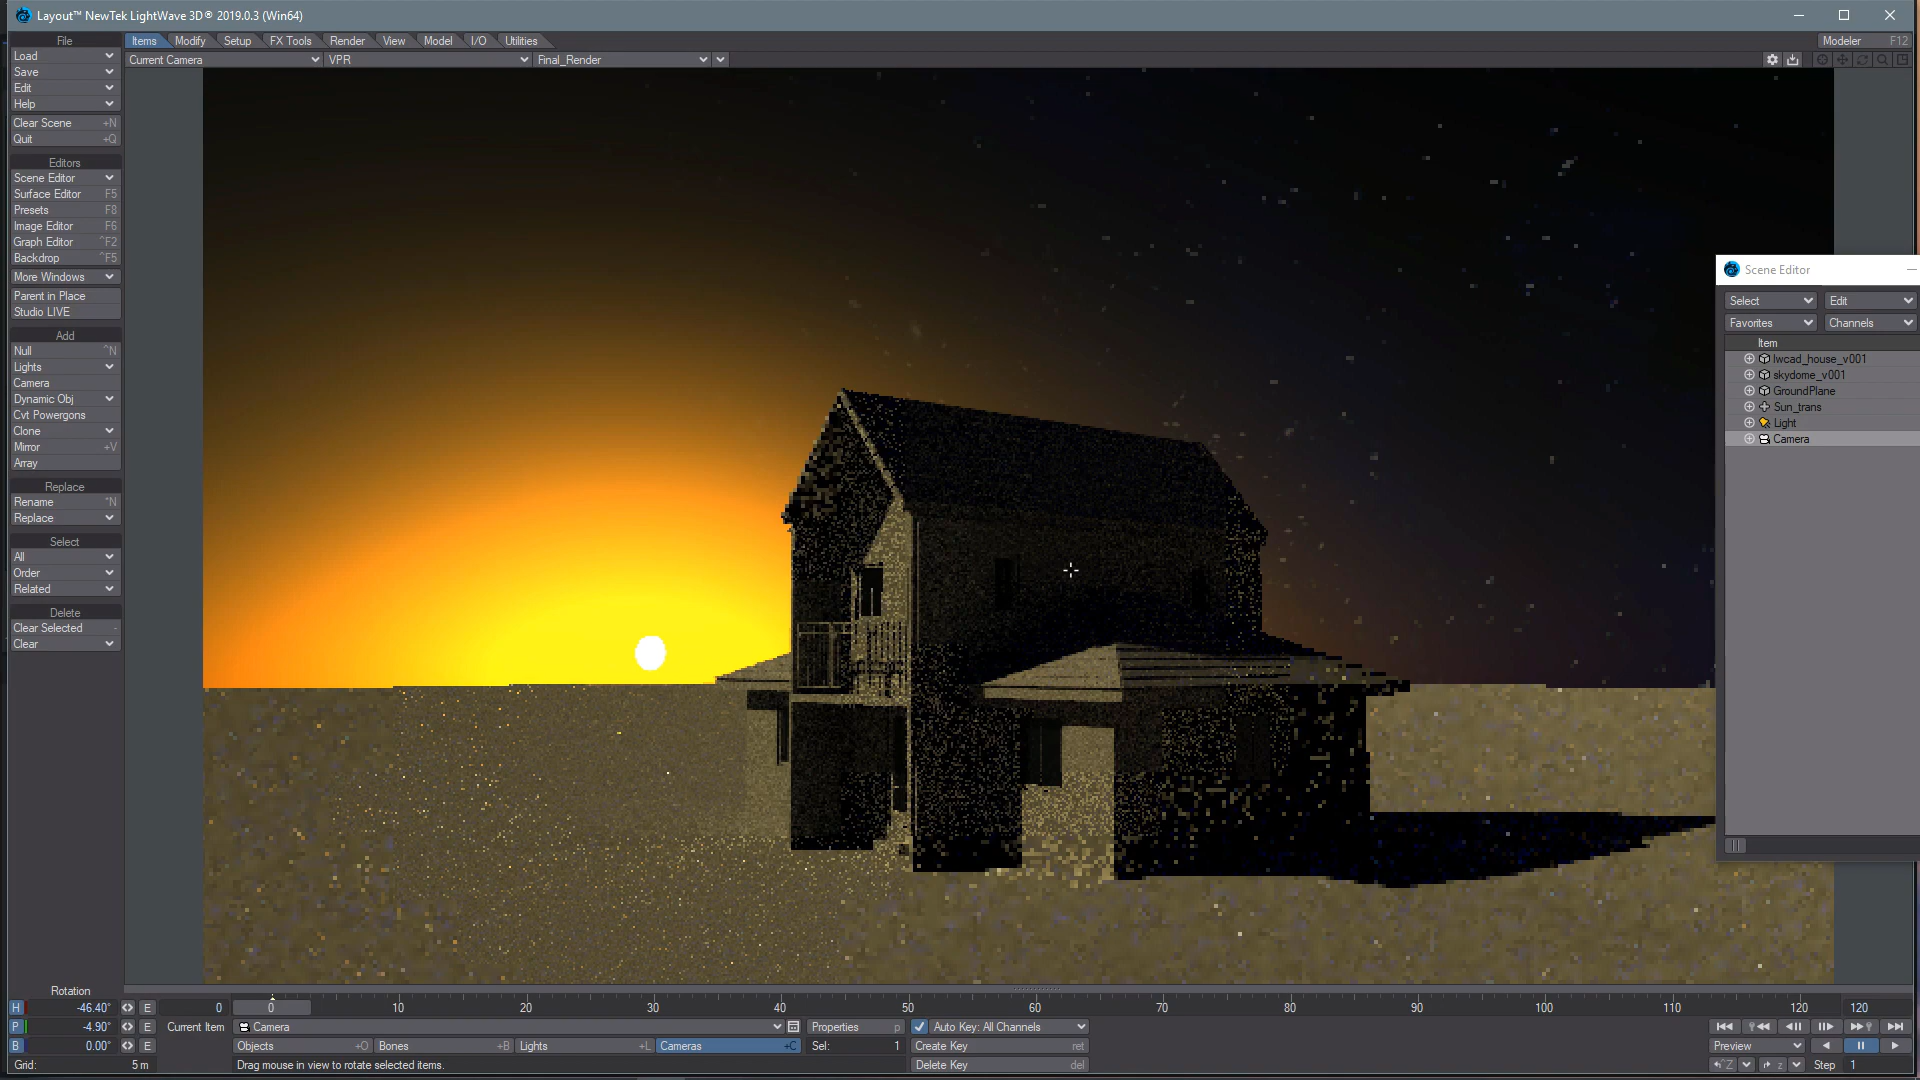 Layout™ NewTek LightWave 3D® 2019.0.3 (Win64)
File Items Modify Setup FX Tools Render View Model I/O Utilities Modeler F12
Load Current Camera VPR Final_Render
Save
Edit
Help
Clear Scene +N
Quit +Q
Editors
Scene Editor
Surface Editor F5
Presets F8
Image Editor F6
Graph Editor ^F2
Backdrop ^F5
More Windows
Parent in Place
Studio LIVE
Add
Null ^N
Lights
Camera
Dynamic Obj
Cvt Powergons
Clone
Mirror +V
Array
Replace
Rename ^N
Replace
Select
All
Order
Related
Delete
Clear Selected -
Clear
Scene Editor
Select Edit
Favorites Channels
Item
lwcad_house_v001
skydome_v001
GroundPlane
Sun_trans
Light
Camera
Rotation
H -46.40° E 0 0 10 20 30 40 50 60 70 80 90 100 110 120 120
P -4.90° E Current Item Camera Properties p Auto Key: All Channels
B 0.00° E Objects +O Bones +B Lights +L Cameras +C Sel: 1 Create Key ret Preview
Grid: 5 m Drag mouse in view to rotate selected items. Delete Key del Step 1